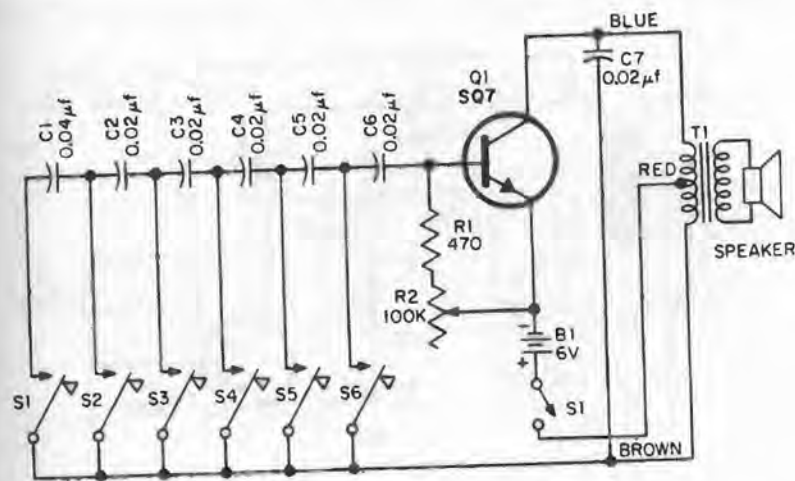 BLUE
C1
0.04µf
C2
0.02µf
C3
0.02µf
C4
0.02µf
C5
0.02µf
C6
0.02µf
Q1
SQ7
C7
0.02µf
T1
RED
SPEAKER
R1
470
R2
100K
-
B1
6V
+
S1
S2
S3
S4
S5
S6
S1
BROWN